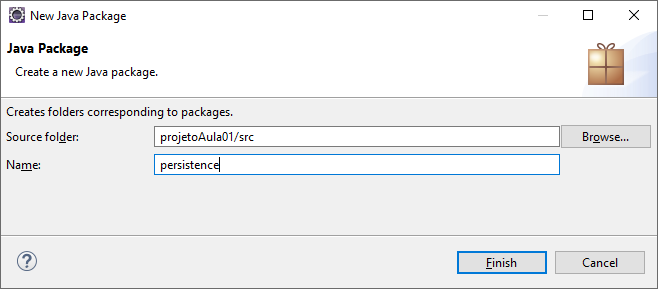 New Java Package
Java Package
Create a new Java package.
Creates folders corresponding to packages.
Source folder: projetoAula01/src Browse...
Name: persistence
? Finish Cancel